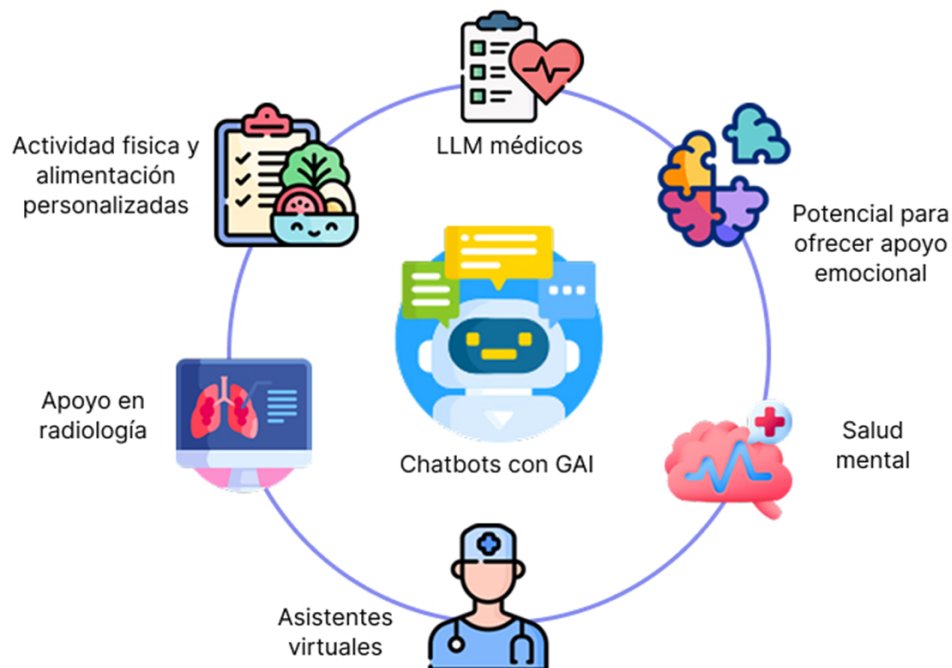 LLM médicos
Potencial para
ofrecer apoyo
emocional
Salud
mental
Asistentes
virtuales
Apoyo en
radiología
Actividad fisica y
alimentación
personalizadas
Chatbots con GAI